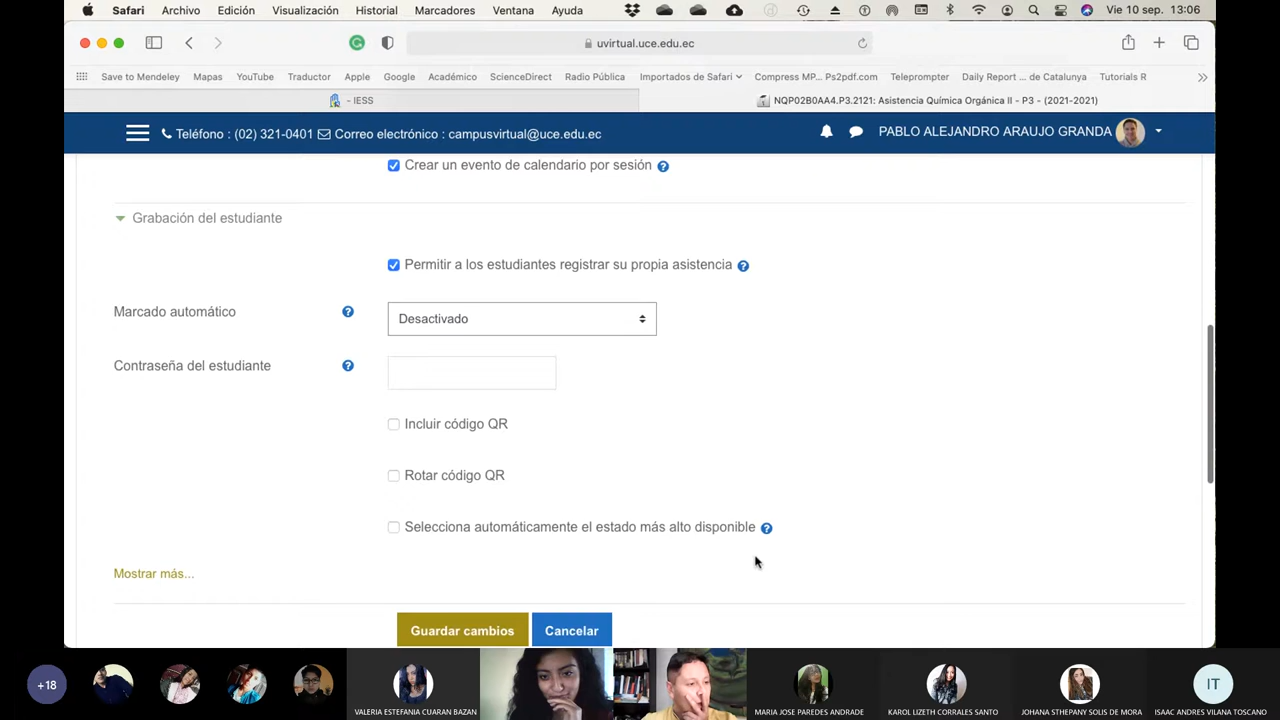 Safari Archivo Edición Visualización Historial Marcadores Ventana Ayuda Vie 10 sep. 13:06
uvirtual.uce.edu.ec
Save to Mendeley Mapas YouTube Traductor Apple Google Académico ScienceDirect Radio Pública Importados de Safari Compress MP... Ps2pdf.com Teleprompter Daily Report ... de Catalunya Tutorials R
- IESS NQP02B0AA4.P3.2121: Asistencia Química Orgánica II - P3 - (2021-2021)
Teléfono : (02) 321-0401 Correo electrónico : campusvirtual@uce.edu.ec PABLO ALEJANDRO ARAUJO GRANDA
Crear un evento de calendario por sesión
Grabación del estudiante
Permitir a los estudiantes registrar su propia asistencia
Marcado automático Desactivado
Contraseña del estudiante
Incluir código QR
Rotar código QR
Selecciona automáticamente el estado más alto disponible
Mostrar más...
Guardar cambios Cancelar
+18 IT
VALERIA ESTEFANIA CUARAN BAZAN MARIA JOSE PAREDES ANDRADE KAROL LIZETH CORRALES SANTO JOHANA STHEPANY SOLIS DE MORA ISAAC ANDRES VILANA TOSCANO